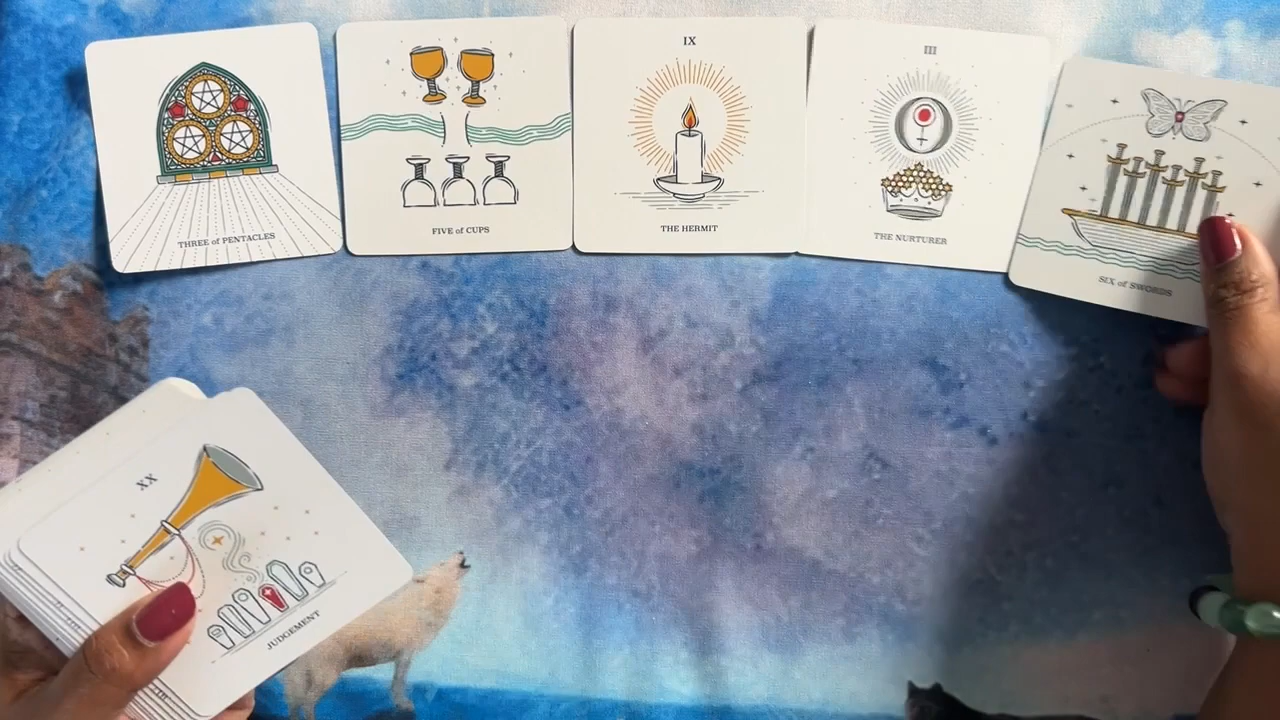 THREE of PENTACLES
FIVE of CUPS
IX
THE HERMIT
III
THE NURTURER
SIX of SWORDS
XX
JUDGEMENT